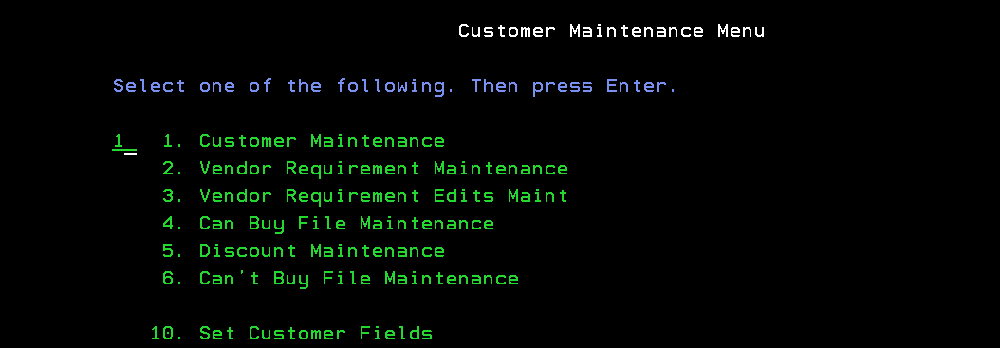 Customer Maintenance Menu
Select one of the following. Then press Enter.
1_ 1. Customer Maintenance
2. Vendor Requirement Maintenance
3. Vendor Requirement Edits Maint
4. Can Buy File Maintenance
5. Discount Maintenance
6. Can't Buy File Maintenance
10. Set Customer Fields